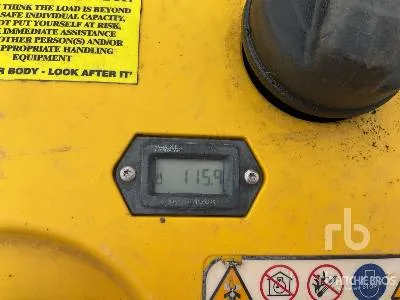 THINK THE LOAD IS BEYOND
SAFE INDIVIDUAL CAPACITY,
NOT PUT YOURSELF AT RISK,
IMMEDIATE ASSISTANCE
OTHER PERSON(S) AND/OR
APPROPRIATE HANDLING
EQUIPMENT
BODY - LOOK AFTER IT'
115.9
rb
RITCHIE BROS